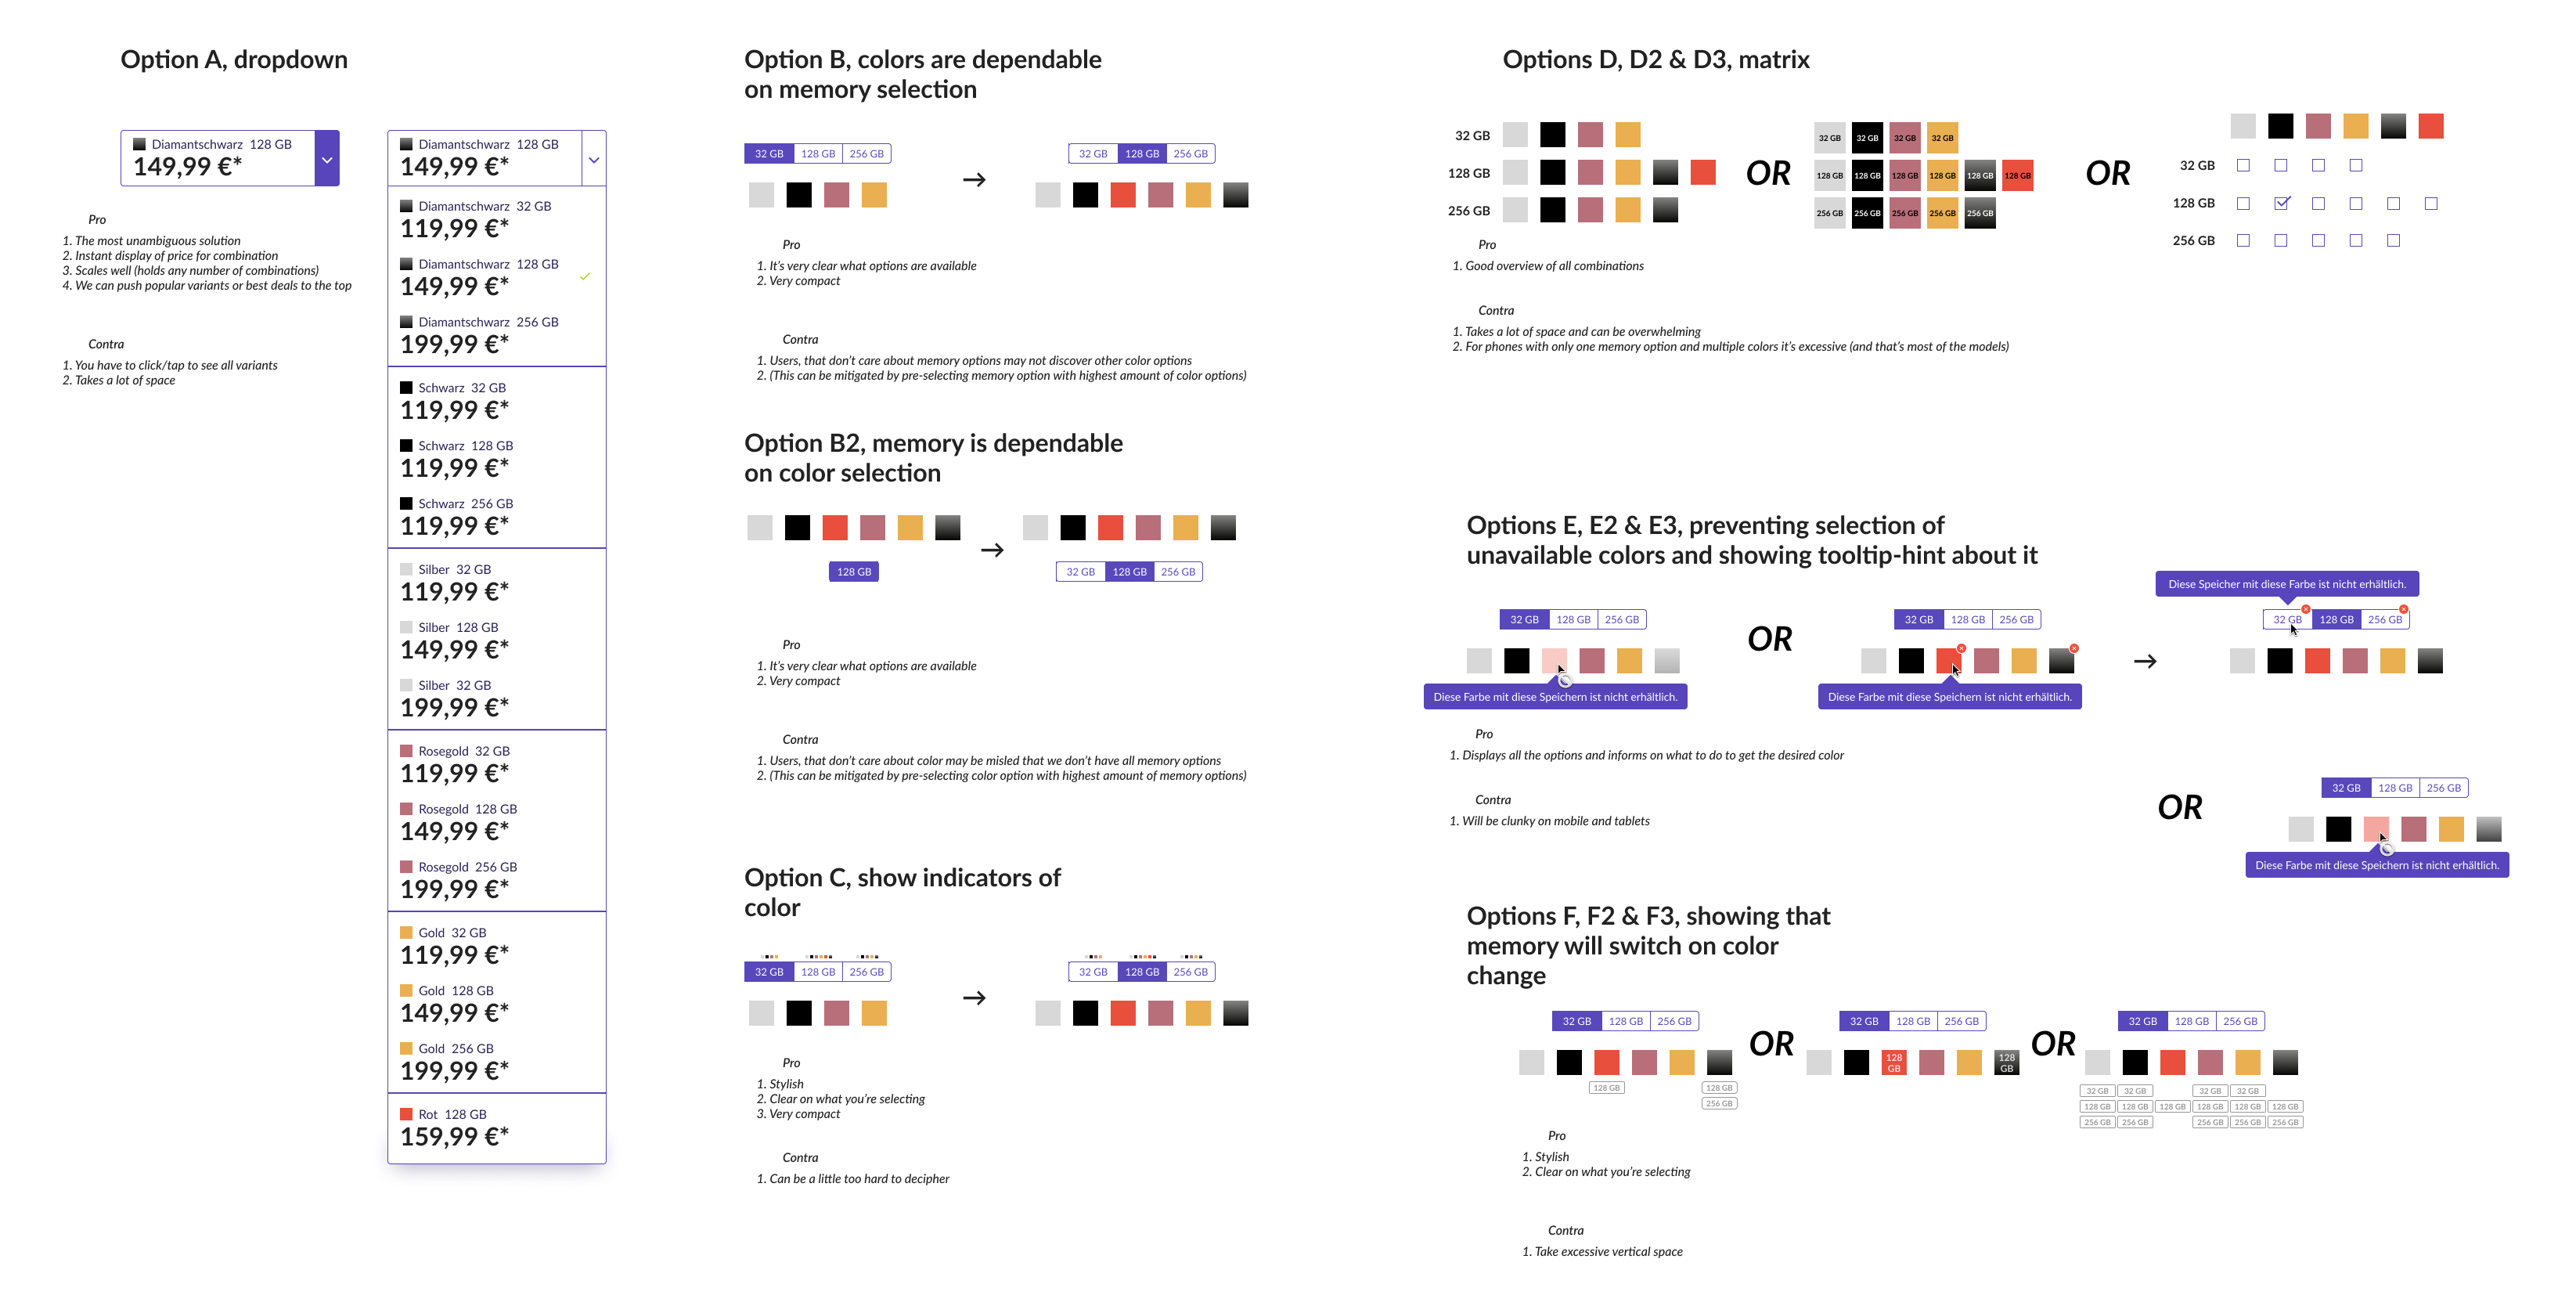 Option A, dropdown
Diamantschwarz 128 GB
149,99 €*
Pro
1. The most unambiguous solution
2. Instant display of price for combination
3. Scales well (holds any number of combinations)
4. We can push popular variants or best deals to the top
Contra
1. You have to click/tap to see all variants
2. Takes a lot of space
Diamantschwarz 128 GB
149,99 €*
Diamantschwarz 32 GB
119,99 €*
Diamantschwarz 128 GB
149,99 €*
Diamantschwarz 256 GB
199,99 €*
Schwarz 32 GB
119,99 €*
Schwarz 128 GB
119,99 €*
Schwarz 256 GB
119,99 €*
Silber 32 GB
119,99 €*
Silber 128 GB
149,99 €*
Silber 32 GB
199,99 €*
Rosegold 32 GB
119,99 €*
Rosegold 128 GB
149,99 €*
Rosegold 256 GB
199,99 €*
Gold 32 GB
119,99 €*
Gold 128 GB
149,99 €*
Gold 256 GB
199,99 €*
Rot 128 GB
159,99 €*
Option B, colors are dependable
on memory selection
32 GB 128 GB 256 GB
32 GB 128 GB 256 GB
Pro
1. It's very clear what options are available
2. Very compact
Contra
1. Users, that don't care about memory options may not discover other color options
2. (This can be mitigated by pre-selecting memory option with highest amount of color options)
Option B2, memory is dependable
on color selection
128 GB
32 GB 128 GB 256 GB
Pro
1. It's very clear what options are available
2. Very compact
Contra
1. Users, that don't care about color may be misled that we don't have all memory options
2. (This can be mitigated by pre-selecting color option with highest amount of memory options)
Option C, show indicators of
color
32 GB 128 GB 256 GB
32 GB 128 GB 256 GB
Pro
1. Stylish
2. Clear on what you're selecting
3. Very compact
Contra
1. Can be a little too hard to decipher
Options D, D2 & D3, matrix
32 GB
128 GB
256 GB
OR
32 GB 32 GB 32 GB 32 GB
128 GB 128 GB 128 GB 128 GB 128 GB 128 GB
256 GB 256 GB 256 GB 256 GB 256 GB
OR
32 GB
128 GB
256 GB
Pro
1. Good overview of all combinations
Contra
1. Takes a lot of space and can be overwhelming
2. For phones with only one memory option and multiple colors it's excessive (and that's most of the models)
Options E, E2 & E3, preventing selection of
unavailable colors and showing tooltip-hint about it
32 GB 128 GB 256 GB
Diese Farbe mit diese Speichern ist nicht erhältlich.
OR
32 GB 128 GB 256 GB
Diese Farbe mit diese Speichern ist nicht erhältlich.
Diese Speicher mit diese Farbe ist nicht erhältlich.
32 GB 128 GB 256 GB
Pro
1. Displays all the options and informs on what to do to get the desired color
Contra
1. Will be clunky on mobile and tablets
OR
32 GB 128 GB 256 GB
Diese Farbe mit diese Speichern ist nicht erhältlich.
Options F, F2 & F3, showing that
memory will switch on color
change
32 GB 128 GB 256 GB
128 GB 128 GB
256 GB
OR
32 GB 128 GB 256 GB
128
GB
128
GB
OR
32 GB 128 GB 256 GB
32 GB 32 GB 32 GB 32 GB
128 GB 128 GB 128 GB 128 GB 128 GB 128 GB
256 GB 256 GB 256 GB 256 GB 256 GB
Pro
1. Stylish
2. Clear on what you're selecting
Contra
1. Take excessive vertical space